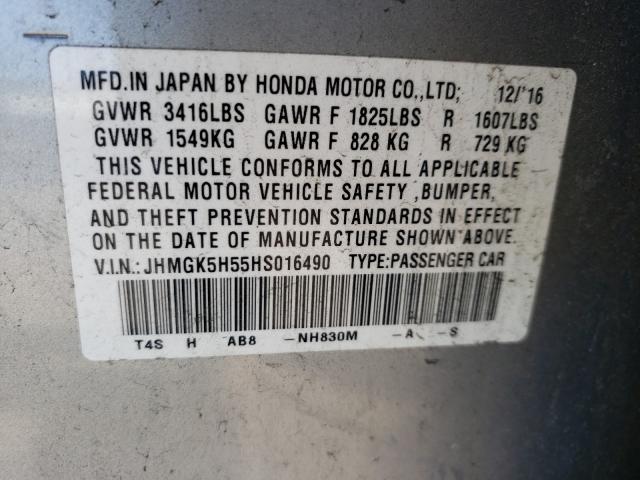 MFD.IN JAPAN BY HONDA MOTOR CO.,LTD; 12/'16
GVWR 3416LBS GAWR F 1825LBS R 1607LBS
GVWR 1549KG GAWR F 828 KG R 729 KG
THIS VEHICLE CONFORMS TO ALL APPLICABLE
FEDERAL MOTOR VEHICLE SAFETY ,BUMPER,
AND THEFT PREVENTION STANDARDS IN EFFECT
ON THE DATE OF MANUFACTURE SHOWN ABOVE.
V.I.N.: JHMGK5H55HS016490 TYPE:PASSENGER CAR
T4S H AB8 -NH830M -A -S